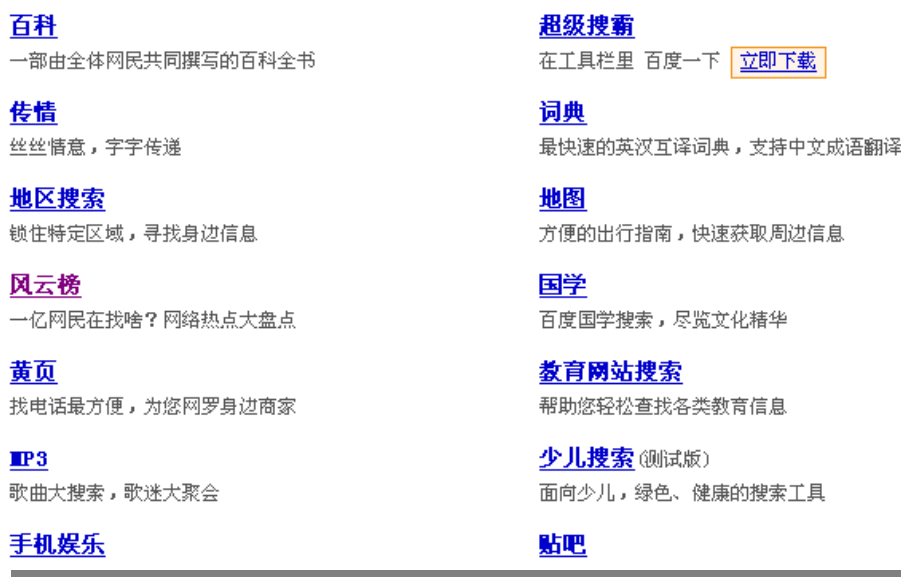 百科
一部由全体网民共同撰写的百科全书
超级搜霸
在工具栏里 百度一下 立即下载
传情
丝丝情意，字字传递
词典
最快速的英汉互译词典，支持中文成语翻译
地区搜索
锁住特定区域，寻找身边信息
地图
方便的出行指南，快速获取周边信息
风云榜
一亿网民在找啥？网络热点大盘点
国学
百度国学搜索，尽览文化精华
黄页
找电话最方便，为您网罗身边商家
教育网站搜索
帮助您轻松查找各类教育信息
MP3
歌曲大搜索，歌迷大聚会
少儿搜索(测试版)
面向少儿，绿色、健康的搜索工具
手机娱乐
贴吧